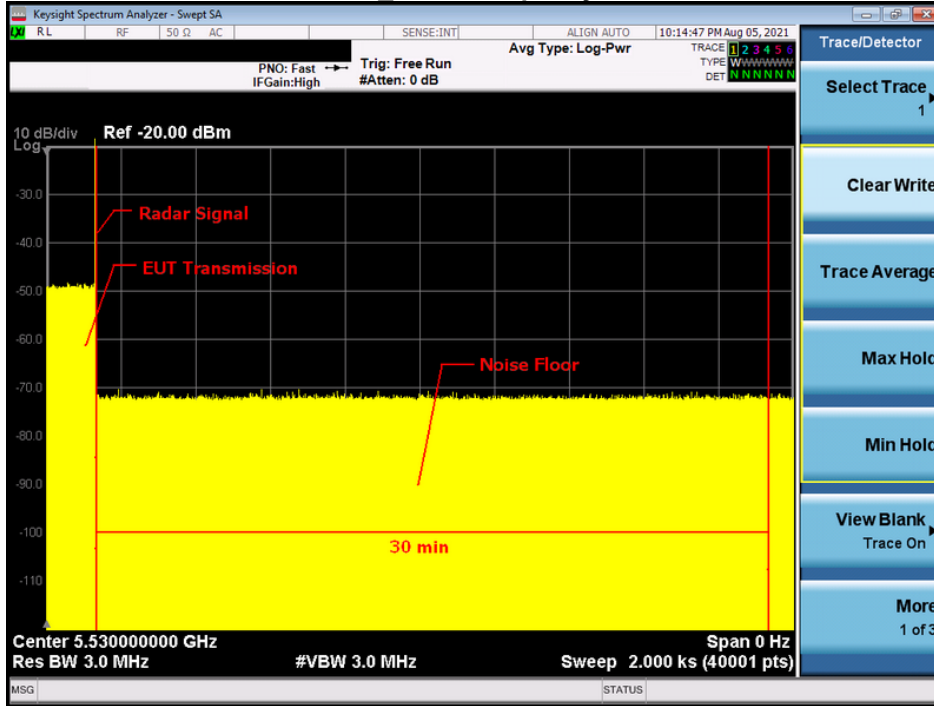 Keysight Spectrum Analyzer - Swept SA
LXI RL RF 50 Ω AC SENSE:INT ALIGN AUTO 10:14:47 PM Aug 05, 2021
Avg Type: Log-Pwr TRACE 1 2 3 4 5 6
PNO: Fast Trig: Free Run TYPE W
IFGain:High #Atten: 0 dB DET N N N N N N
Trace/Detector
Select Trace
1
Clear Write
Trace Average
Max Hold
Min Hold
View Blank
Trace On
More
1 of 3
10 dB/div Ref -20.00 dBm
Log
-30.0
Radar Signal
-40.0
EUT Transmission
-50.0
-60.0
Noise Floor
-70.0
-80.0
-90.0
-100
30 min
-110
Center 5.530000000 GHz Span 0 Hz
Res BW 3.0 MHz #VBW 3.0 MHz Sweep 2.000 ks (40001 pts)
MSG STATUS